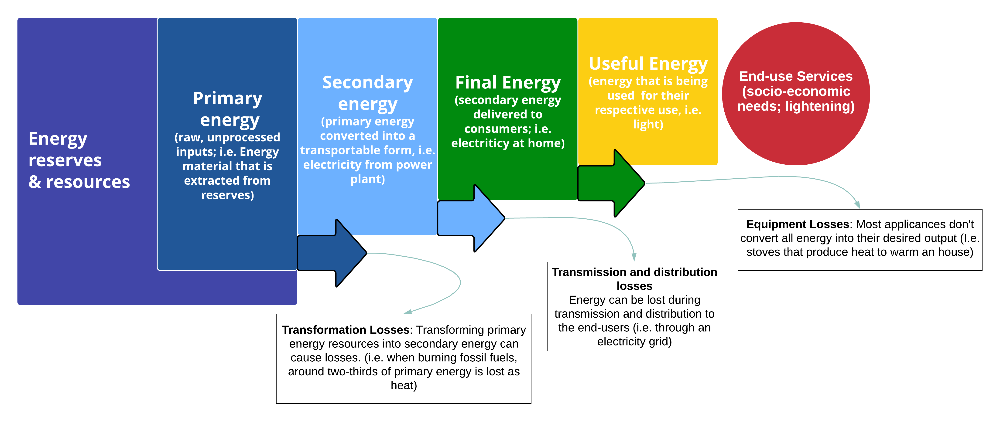 Energy
reserves
& resources
Primary
energy
(raw, unprocessed
inputs; i.e. Energy
material that is
extracted from
reserves)
Secondary
energy
(primary energy
converted into a
transportable form, i.e.
electricity from power
plant)
Final Energy
(secondary energy
delivered to
consumers; i.e.
electriticy at home)
Useful Energy
(energy that is being
used  for their
respective use, i.e.
light)
End-use Services
(socio-economic
needs; lightening)
Equipment Losses: Most applicances don't
convert all energy into their desired output (I.e.
stoves that produce heat to warm an house)
Transmission and distribution
losses
Energy can be lost during
transmission and distribution to
the end-users (i.e. through an
electricity grid)
Transformation Losses: Transforming primary
energy resources into secondary energy can
cause losses. (i.e. when burning fossil fuels,
around two-thirds of primary energy is lost as
heat)